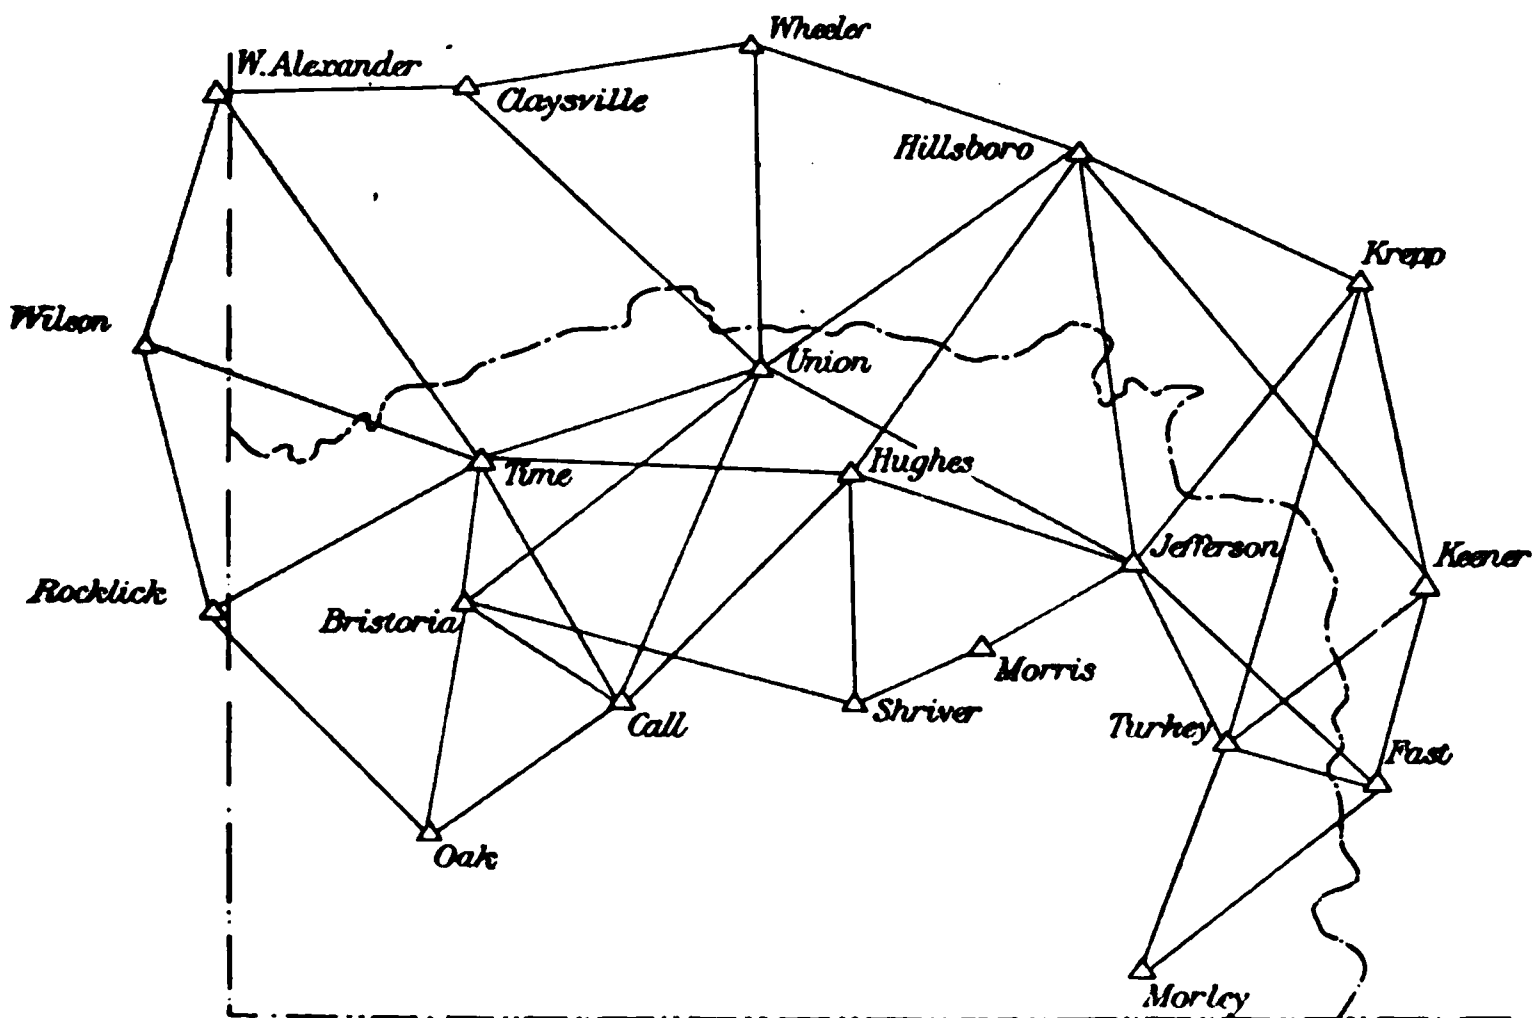 Wheeler
W. Alexander
Claysville
Hillsboro
Krepp
Wilson
Union
Time
Hughes
Jefferson
Keener
Rocklick
Bristoria
Morris
Call
Shriver
Turkey
Fast
Oak
Morley